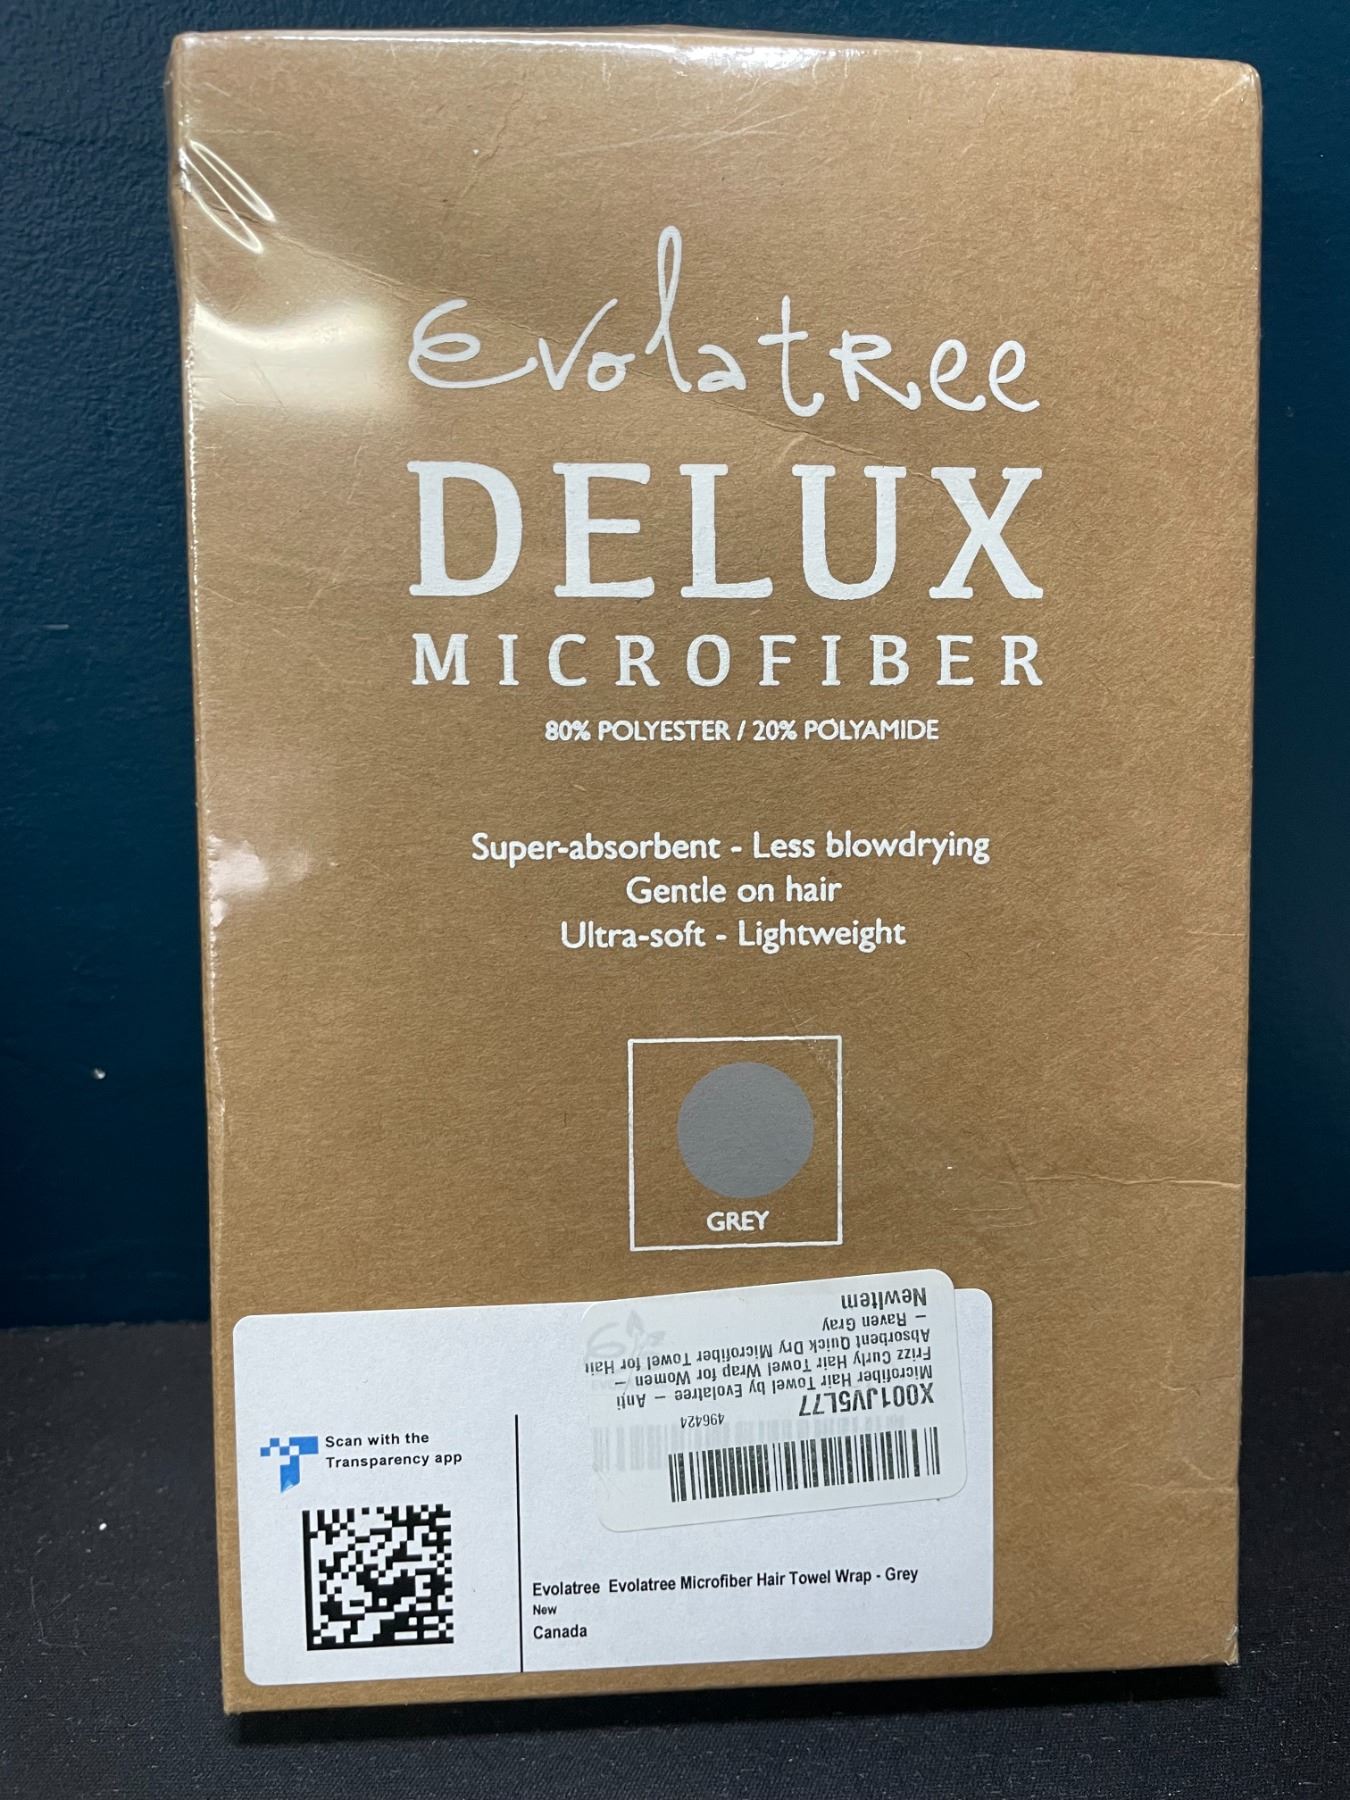 Evolatree
DELUX
MICROFIBER
80% POLYESTER / 20% POLYAMIDE
Super-absorbent - Less blowdrying
Gentle on hair
Ultra-soft - Lightweight
GREY
Scan with the
Transparency app
X001JV5L77
496424
Microfiber Hair Towel by Evolatree – Anti
Frizz Curly Hair Towel Wrap for Women –
Absorbent Quick Dry Microfiber Towel for Hair
– Raven Gray
NewItem
Evolatree Evolatree Microfiber Hair Towel Wrap - Grey
New
Canada